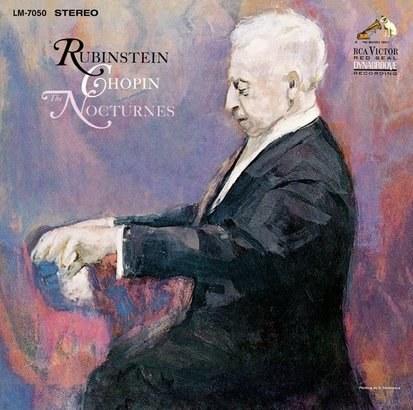 LM-7050 STEREO
RUBINSTEIN
CHOPIN
The NOCTURNES
RCA VICTOR
RED SEAL
DYNAGROOVE
RECORDING